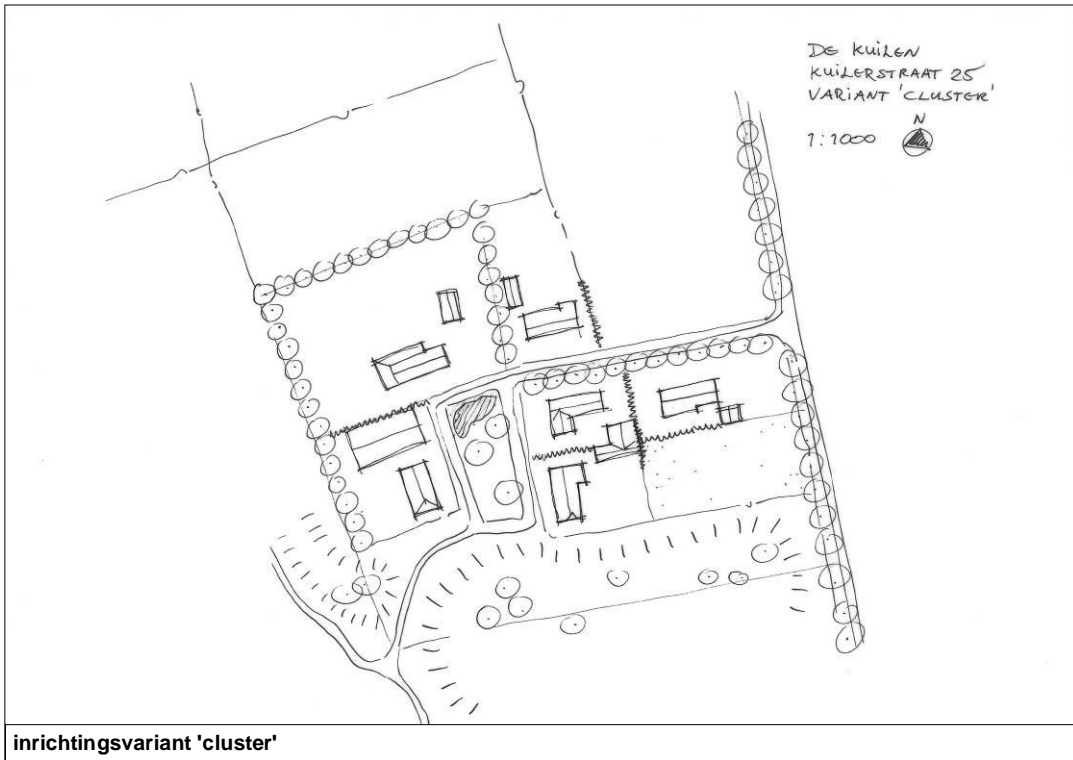 DE KUILEN
KUILERSTRAAT 25
VARIANT 'CLUSTER'
N
1:1000
inrichtingsvariant 'cluster'